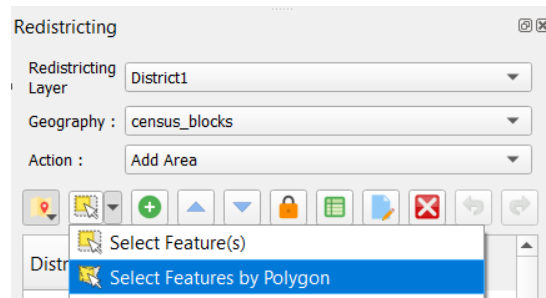 Redistricting
Redistricting
Layer
District1
Geography :
census_blocks
Action :
Add Area
Select Feature(s)
Distr
Select Features by Polygon